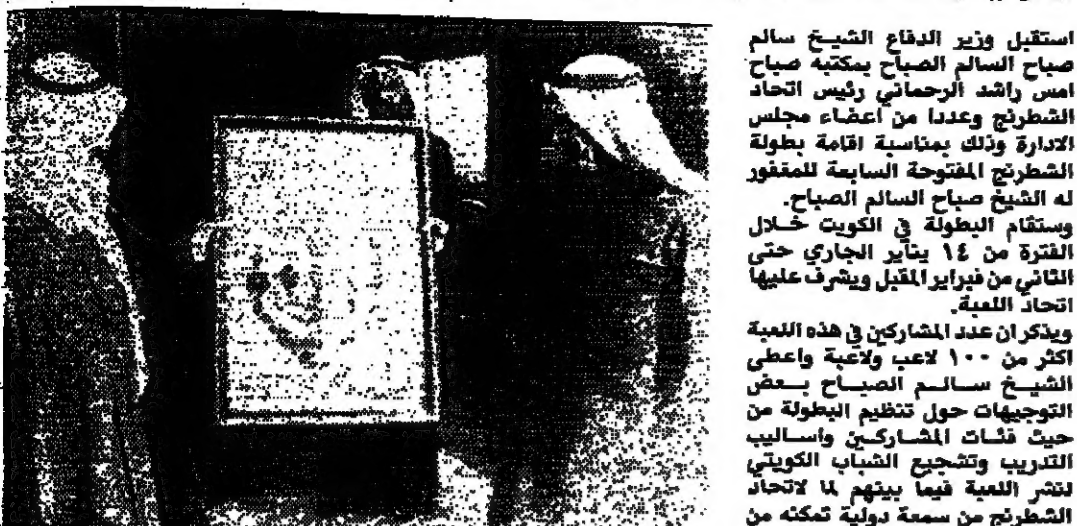 استقبل وزير الدفاع الشيخ سالم
صباح السالم الصباح بمكتبه صباح
امس راشد الرحماني رئيس اتحاد
الشطرنج وعددا من اعضاء مجلس
الادارة وذلك بمناسبة اقامة بطولة
الشطرنج المفتوحة السابعة للمغفور
له الشيخ صباح السالم الصباح.
وستقام البطولة في الكويت خلال
الفترة من ١٤ يناير الجاري حتى
الثاني من فبراير المقبل ويشرف عليها
اتحاد اللعبة.
ويذكر ان عدد المشاركين في هذه اللعبة
اكثر من ١٠٠ لاعب ولاعبة واعطى
الشيخ سالم الصباح بعض
التوجيهات حول تنظيم البطولة من
حيث فئات المشاركين واساليب
التدريب وتشجيع الشباب الكويتي
لنشر اللعبة فيما بينهم لما لاتحاد
الشطرنج من سمعة دولية تمكنه من